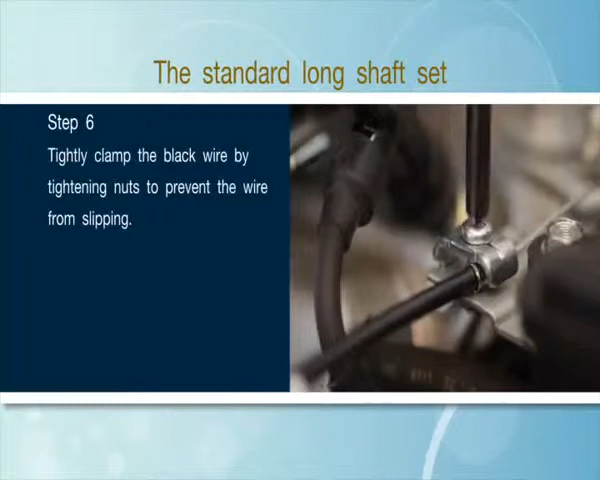 The standard long shaft set
Step 6
Tightly clamp the black wire by
tightening nuts to prevent the wire
from slipping.